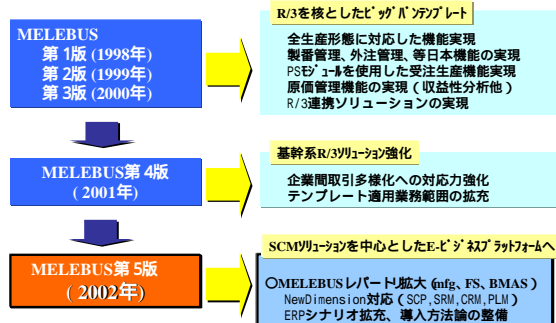 R/3を核としたﾋﾞｯｸﾞﾊﾞﾝﾃﾝﾌﾟﾚｰﾄ
MELEBUS
第1版 (1998年)
第2版 (1999年)
第3版 (2000年)
全生産形態に対応した機能実現
製番管理、外注管理、等日本機能の実現
PSﾓｼﾞｭｰﾙを使用した受注生産機能実現
原価管理機能の実現（収益性分析他）
R/3連携ソリューションの実現
基幹系R/3ｿﾘｭｰｼｮﾝ強化
MELEBUS第4版
(2001年)
企業間取引多様化への対応力強化
テンプレート適用業務範囲の拡充
SCMｿﾘｭｰｼｮﾝを中心としたE-ﾋﾞｼﾞﾈｽﾌﾟﾗｯﾄﾌｫｰﾑへ
MELEBUS第5版
(2002年)
〇MELEBUSレパートリ拡大 (mfg、FS、BMAS)
NewDimension対応（SCP,SRM,CRM,PLM）
ERPシナリオ拡充、導入方法論の整備